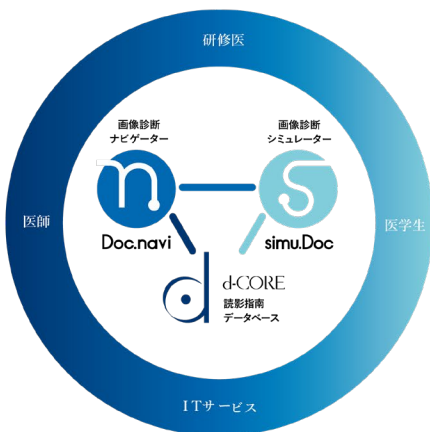 研修医
画像診断
ナビゲーター
画像診断
シミュレーター
医師
医学生
Doc.navi
simu.Doc
d-CORE
読影指南
データベース
ITサービス